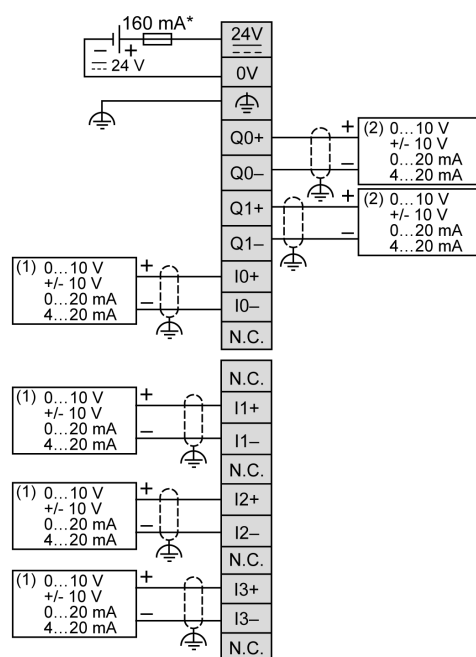 160 mA*
− +
⎓ 24 V
24V
⎓
0V
Q0+
Q0–
Q1+
Q1–
I0+
I0–
N.C.
+
–
(2) 0...10 V
+/- 10 V
0...20 mA
4...20 mA
+
–
(2) 0...10 V
+/- 10 V
0...20 mA
4...20 mA
(1) 0...10 V
+/- 10 V
0...20 mA
4...20 mA
+
–
N.C.
I1+
I1–
N.C.
I2+
I2–
N.C.
I3+
I3–
N.C.
(1) 0...10 V
+/- 10 V
0...20 mA
4...20 mA
+
–
(1) 0...10 V
+/- 10 V
0...20 mA
4...20 mA
+
–
(1) 0...10 V
+/- 10 V
0...20 mA
4...20 mA
+
–